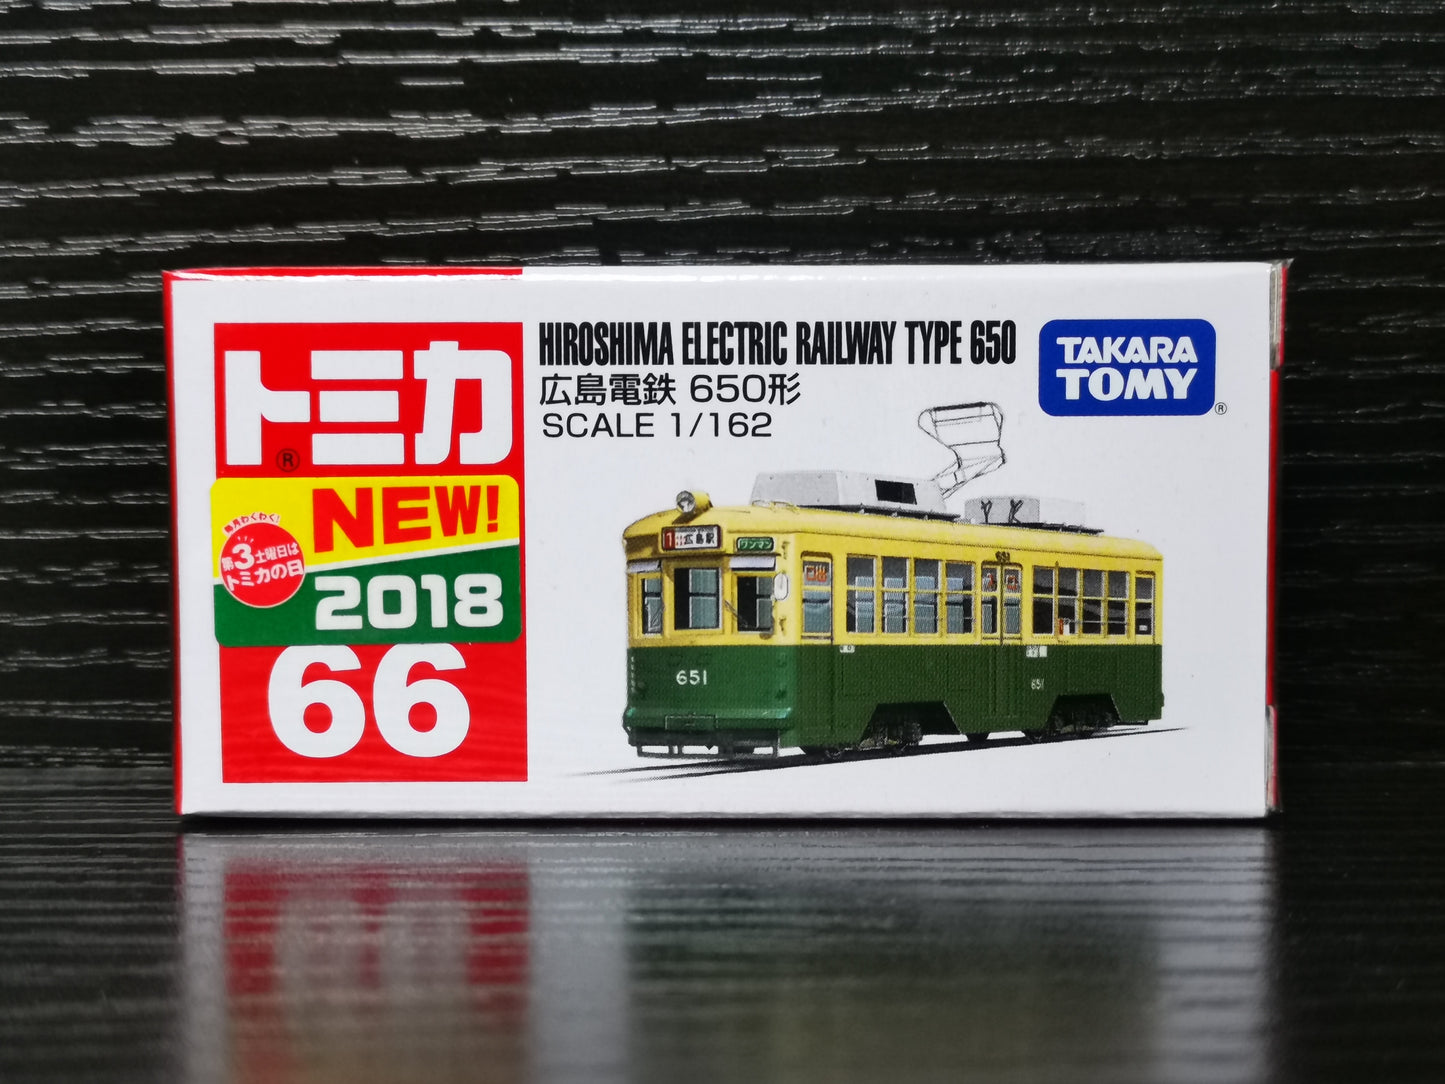 トミカ
®
NEW!
毎月わくわく!
第3土曜日は
トミカの日
2018
66
HIROSHIMA ELECTRIC RAILWAY TYPE 650
広島電鉄 650形
SCALE 1/162
TAKARA
TOMY
®
1 広島駅
ワンマン
651
651
651